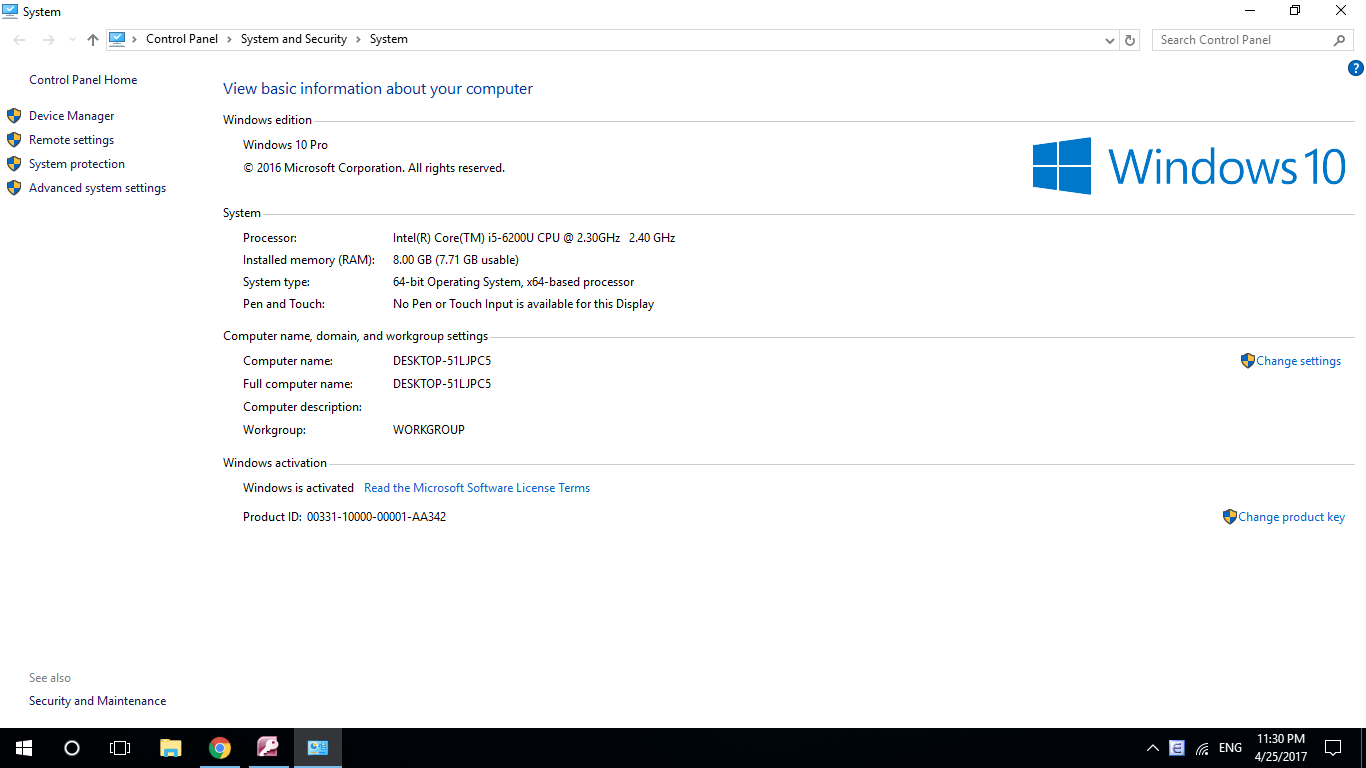 System
Control Panel > System and Security > System
Search Control Panel
Control Panel Home
Device Manager
Remote settings
System protection
Advanced system settings
?
View basic information about your computer
Windows edition
Windows 10 Pro
© 2016 Microsoft Corporation. All rights reserved.
Windows 10
System
Processor: Intel(R) Core(TM) i5-6200U CPU @ 2.30GHz 2.40 GHz
Installed memory (RAM): 8.00 GB (7.71 GB usable)
System type: 64-bit Operating System, x64-based processor
Pen and Touch: No Pen or Touch Input is available for this Display
Computer name, domain, and workgroup settings
Computer name: DESKTOP-51LJPC5
Change settings
Full computer name: DESKTOP-51LJPC5
Computer description:
Workgroup: WORKGROUP
Windows activation
Windows is activated Read the Microsoft Software License Terms
Product ID: 00331-10000-00001-AA342
Change product key
See also
Security and Maintenance
ENG
11:30 PM
4/25/2017